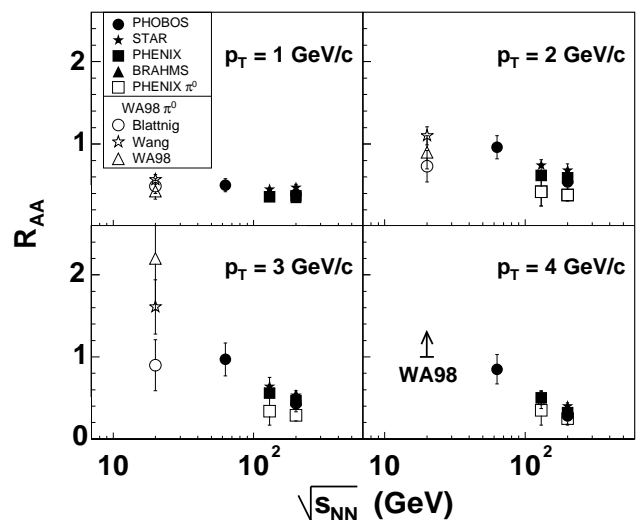 PHOBOS
STAR
PHENIX
BRAHMS
PHENIX π⁰
WA98 π⁰
Blattnig
Wang
WA98
p_T = 1 GeV/c
p_T = 2 GeV/c
2
1
R_AA
p_T = 3 GeV/c
p_T = 4 GeV/c
2
1
WA98
0
10
10²
10
10²
√s_NN (GeV)